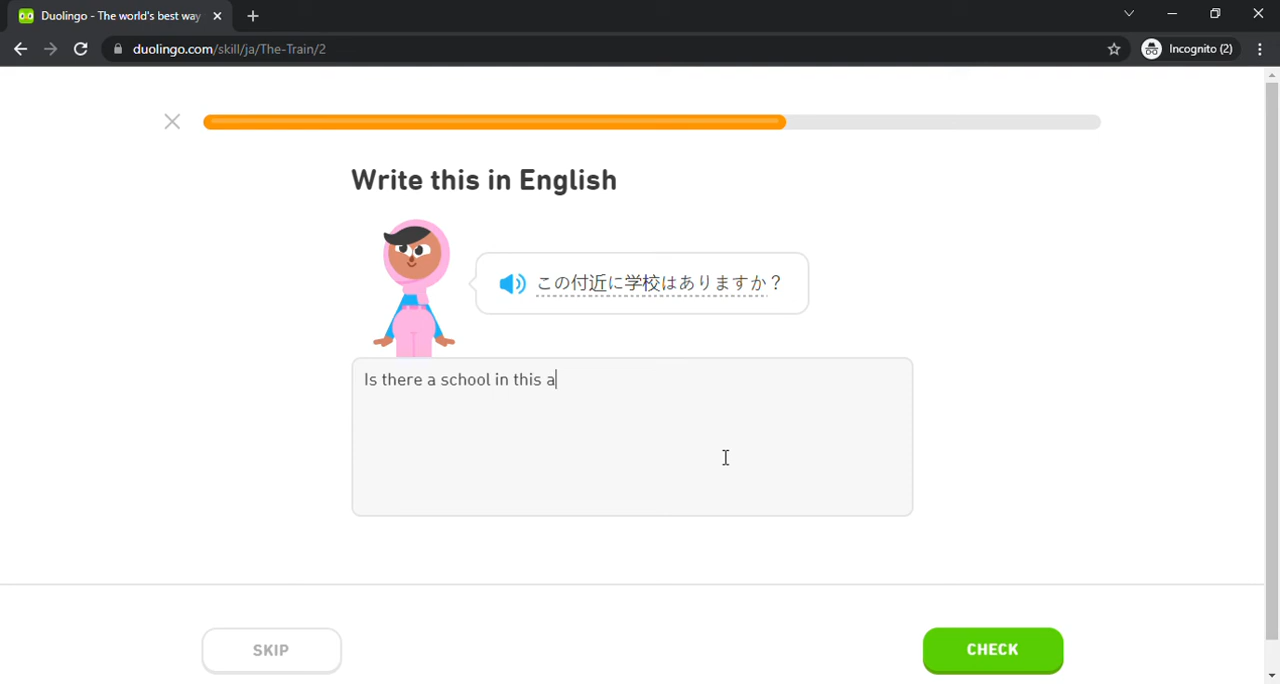 Duolingo - The world's best way
duolingo.com/skill/ja/The-Train/2
Incognito (2)
Write this in English
この付近に学校はありますか？
Is there a school in this a
SKIP
CHECK